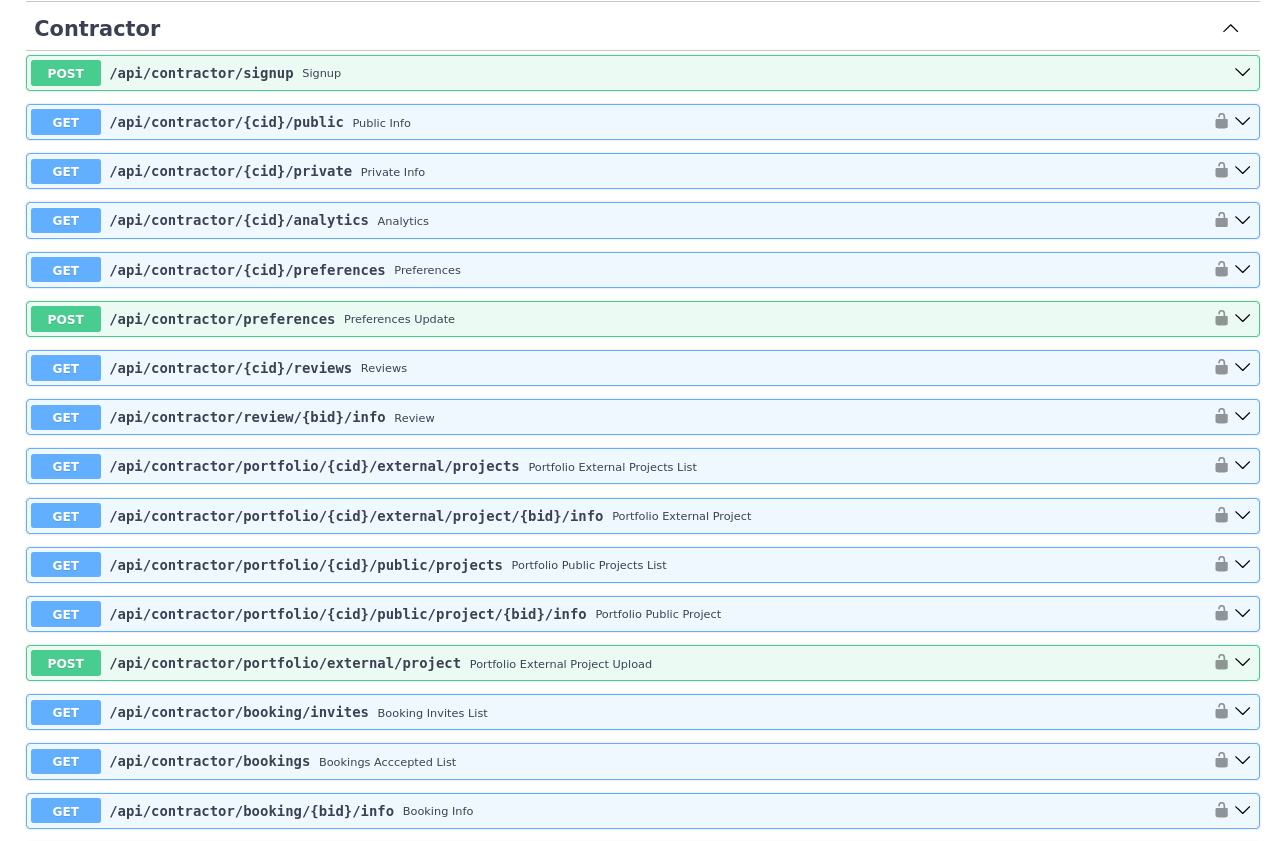 Contractor
POST /api/contractor/signup Signup
GET /api/contractor/{cid}/public Public Info
GET /api/contractor/{cid}/private Private Info
GET /api/contractor/{cid}/analytics Analytics
GET /api/contractor/{cid}/preferences Preferences
POST /api/contractor/preferences Preferences Update
GET /api/contractor/{cid}/reviews Reviews
GET /api/contractor/review/{bid}/info Review
GET /api/contractor/portfolio/{cid}/external/projects Portfolio External Projects List
GET /api/contractor/portfolio/{cid}/external/project/{bid}/info Portfolio External Project
GET /api/contractor/portfolio/{cid}/public/projects Portfolio Public Projects List
GET /api/contractor/portfolio/{cid}/public/project/{bid}/info Portfolio Public Project
POST /api/contractor/portfolio/external/project Portfolio External Project Upload
GET /api/contractor/booking/invites Booking Invites List
GET /api/contractor/bookings Bookings Acccepted List
GET /api/contractor/booking/{bid}/info Booking Info